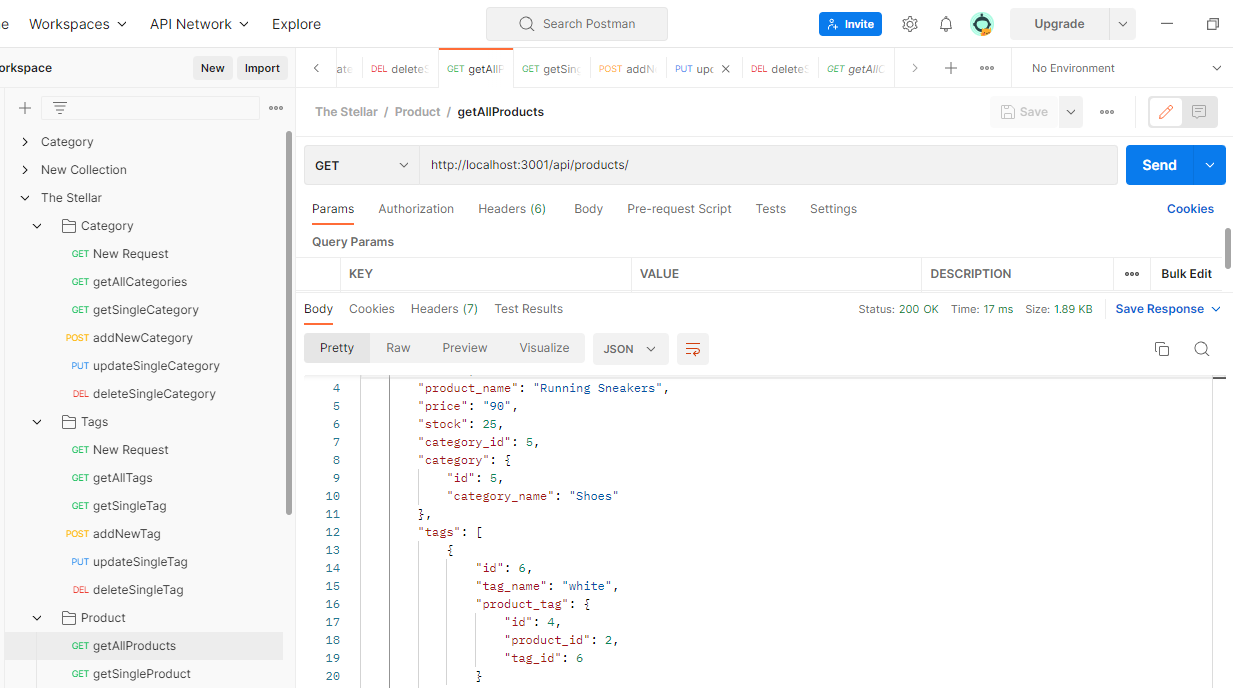 Workspaces
API Network
Explore
Search Postman
Invite
Upgrade
orkspace
New
Import
DEL delete
GET getAllP
GET getSing
POST addN
PUT upd
DEL delete
GET getAllC
No Environment
The Stellar / Product / getAllProducts
Save
GET
http://localhost:3001/api/products/
Send
Params
Authorization
Headers (6)
Body
Pre-request Script
Tests
Settings
Cookies
Query Params
KEY
VALUE
DESCRIPTION
Bulk Edit
Body
Cookies
Headers (7)
Test Results
Status: 200 OK
Time: 17 ms
Size: 1.89 KB
Save Response
Pretty
Raw
Preview
Visualize
JSON
4 "product_name": "Running Sneakers",
5 "price": "90",
6 "stock": 25,
7 "category_id": 5,
8 "category": {
9 "id": 5,
10 "category_name": "Shoes"
11 },
12 "tags": [
13 {
14 "id": 6,
15 "tag_name": "white",
16 "product_tag": {
17 "id": 4,
18 "product_id": 2,
19 "tag_id": 6
20 }
Category
New Collection
The Stellar
Category
GET New Request
GET getAllCategories
GET getSingleCategory
POST addNewCategory
PUT updateSingleCategory
DEL deleteSingleCategory
Tags
GET New Request
GET getAllTags
GET getSingleTag
POST addNewTag
PUT updateSingleTag
DEL deleteSingleTag
Product
GET getAllProducts
GET getSingleProduct